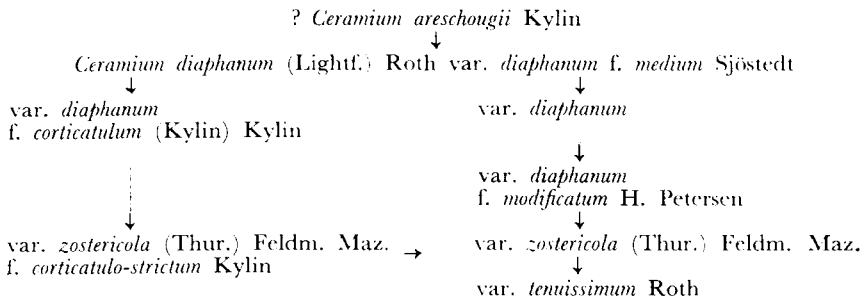 ? Ceramium areschougii Kylin
↓
Ceramium diaphanum (Lightf.) Roth var. diaphanum f. medium Sjöstedt
↓ ↓
var. diaphanum
f. corticatulum (Kylin) Kylin
var. diaphanum
↓
var. diaphanum
f. modificatum H. Petersen
↓ ↓
var. zostericola (Thur.) Feldm. Maz.
f. corticatulo-strictum Kylin
→
var. zostericola (Thur.) Feldm. Maz.
↓
var. tenuissimum Roth